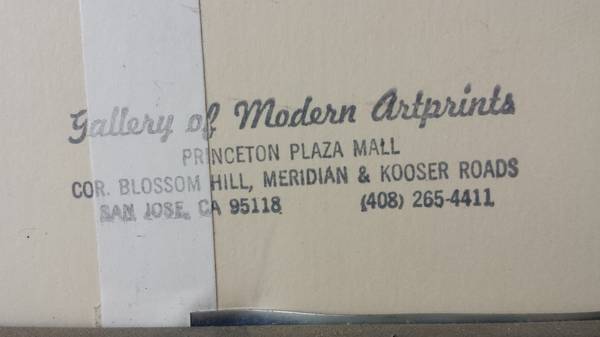 Gallery of Modern Artprints
PRINCETON PLAZA MALL
COR. BLOSSOM HILL, MERIDIAN & KOOSER ROADS
SAN JOSE, CA 95118 (408) 265-4411